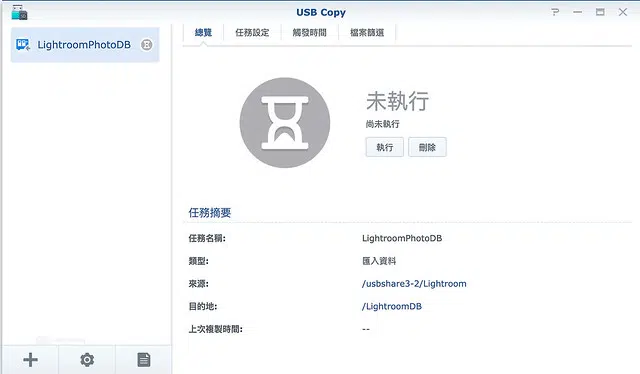 USB Copy
LightroomPhotoDB
總覽 任務設定 觸發時間 檔案篩選
未執行
尚未執行
執行 刪除
任務摘要
任務名稱: LightroomPhotoDB
類型: 匯入資料
來源: /usbshare3-2/Lightroom
目的地: /LightroomDB
上次複製時間: --